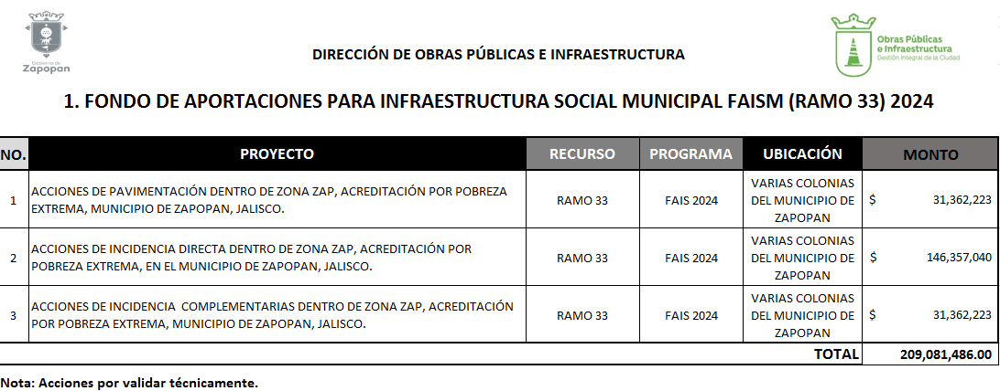 Gobierno de
Zapopan
DIRECCIÓN DE OBRAS PÚBLICAS E INFRAESTRUCTURA
Obras Públicas
e Infraestructura
Gestión Integral de la Ciudad
1. FONDO DE APORTACIONES PARA INFRAESTRUCTURA SOCIAL MUNICIPAL FAISM (RAMO 33) 2024
NO. PROYECTO RECURSO PROGRAMA UBICACIÓN MONTO
1 ACCIONES DE PAVIMENTACIÓN DENTRO DE ZONA ZAP, ACREDITACIÓN POR POBREZA
EXTREMA, MUNICIPIO DE ZAPOPAN, JALISCO.
RAMO 33 FAIS 2024
VARIAS COLONIAS
DEL MUNICIPIO DE
ZAPOPAN
$ 31,362,223
2 ACCIONES DE INCIDENCIA DIRECTA DENTRO DE ZONA ZAP, ACREDITACIÓN POR
POBREZA EXTREMA, EN EL MUNICIPIO DE ZAPOPAN, JALISCO.
RAMO 33 FAIS 2024
VARIAS COLONIAS
DEL MUNICIPIO DE
ZAPOPAN
$ 146,357,040
3 ACCIONES DE INCIDENCIA COMPLEMENTARIAS DENTRO DE ZONA ZAP, ACREDITACIÓN
POR POBREZA EXTREMA, MUNICIPIO DE ZAPOPAN, JALISCO.
RAMO 33 FAIS 2024
VARIAS COLONIAS
DEL MUNICIPIO DE
ZAPOPAN
$ 31,362,223
TOTAL 209,081,486.00
Nota: Acciones por validar técnicamente.